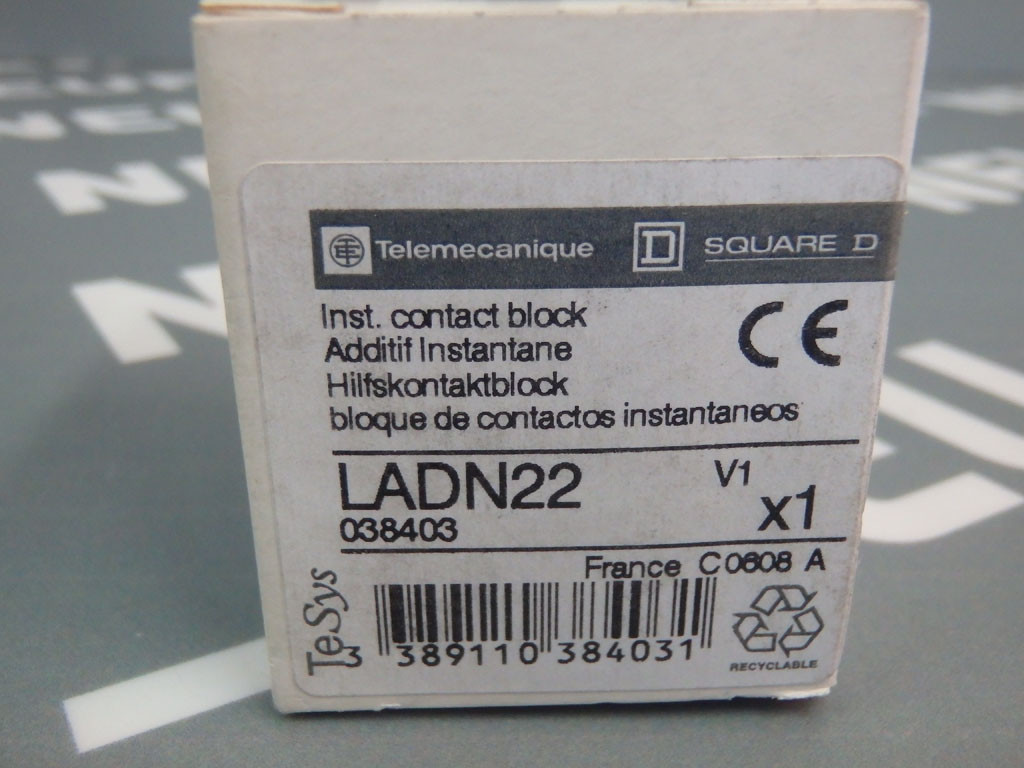 Telemecanique D SQUARE D
Inst. contact block
Additif Instantane
Hilfskontaktblock
bloque de contactos instantaneos
CE
LADN22
V1
x1
038403
France C0608 A
TeSys
3 389110 384031
RECYCLABLE